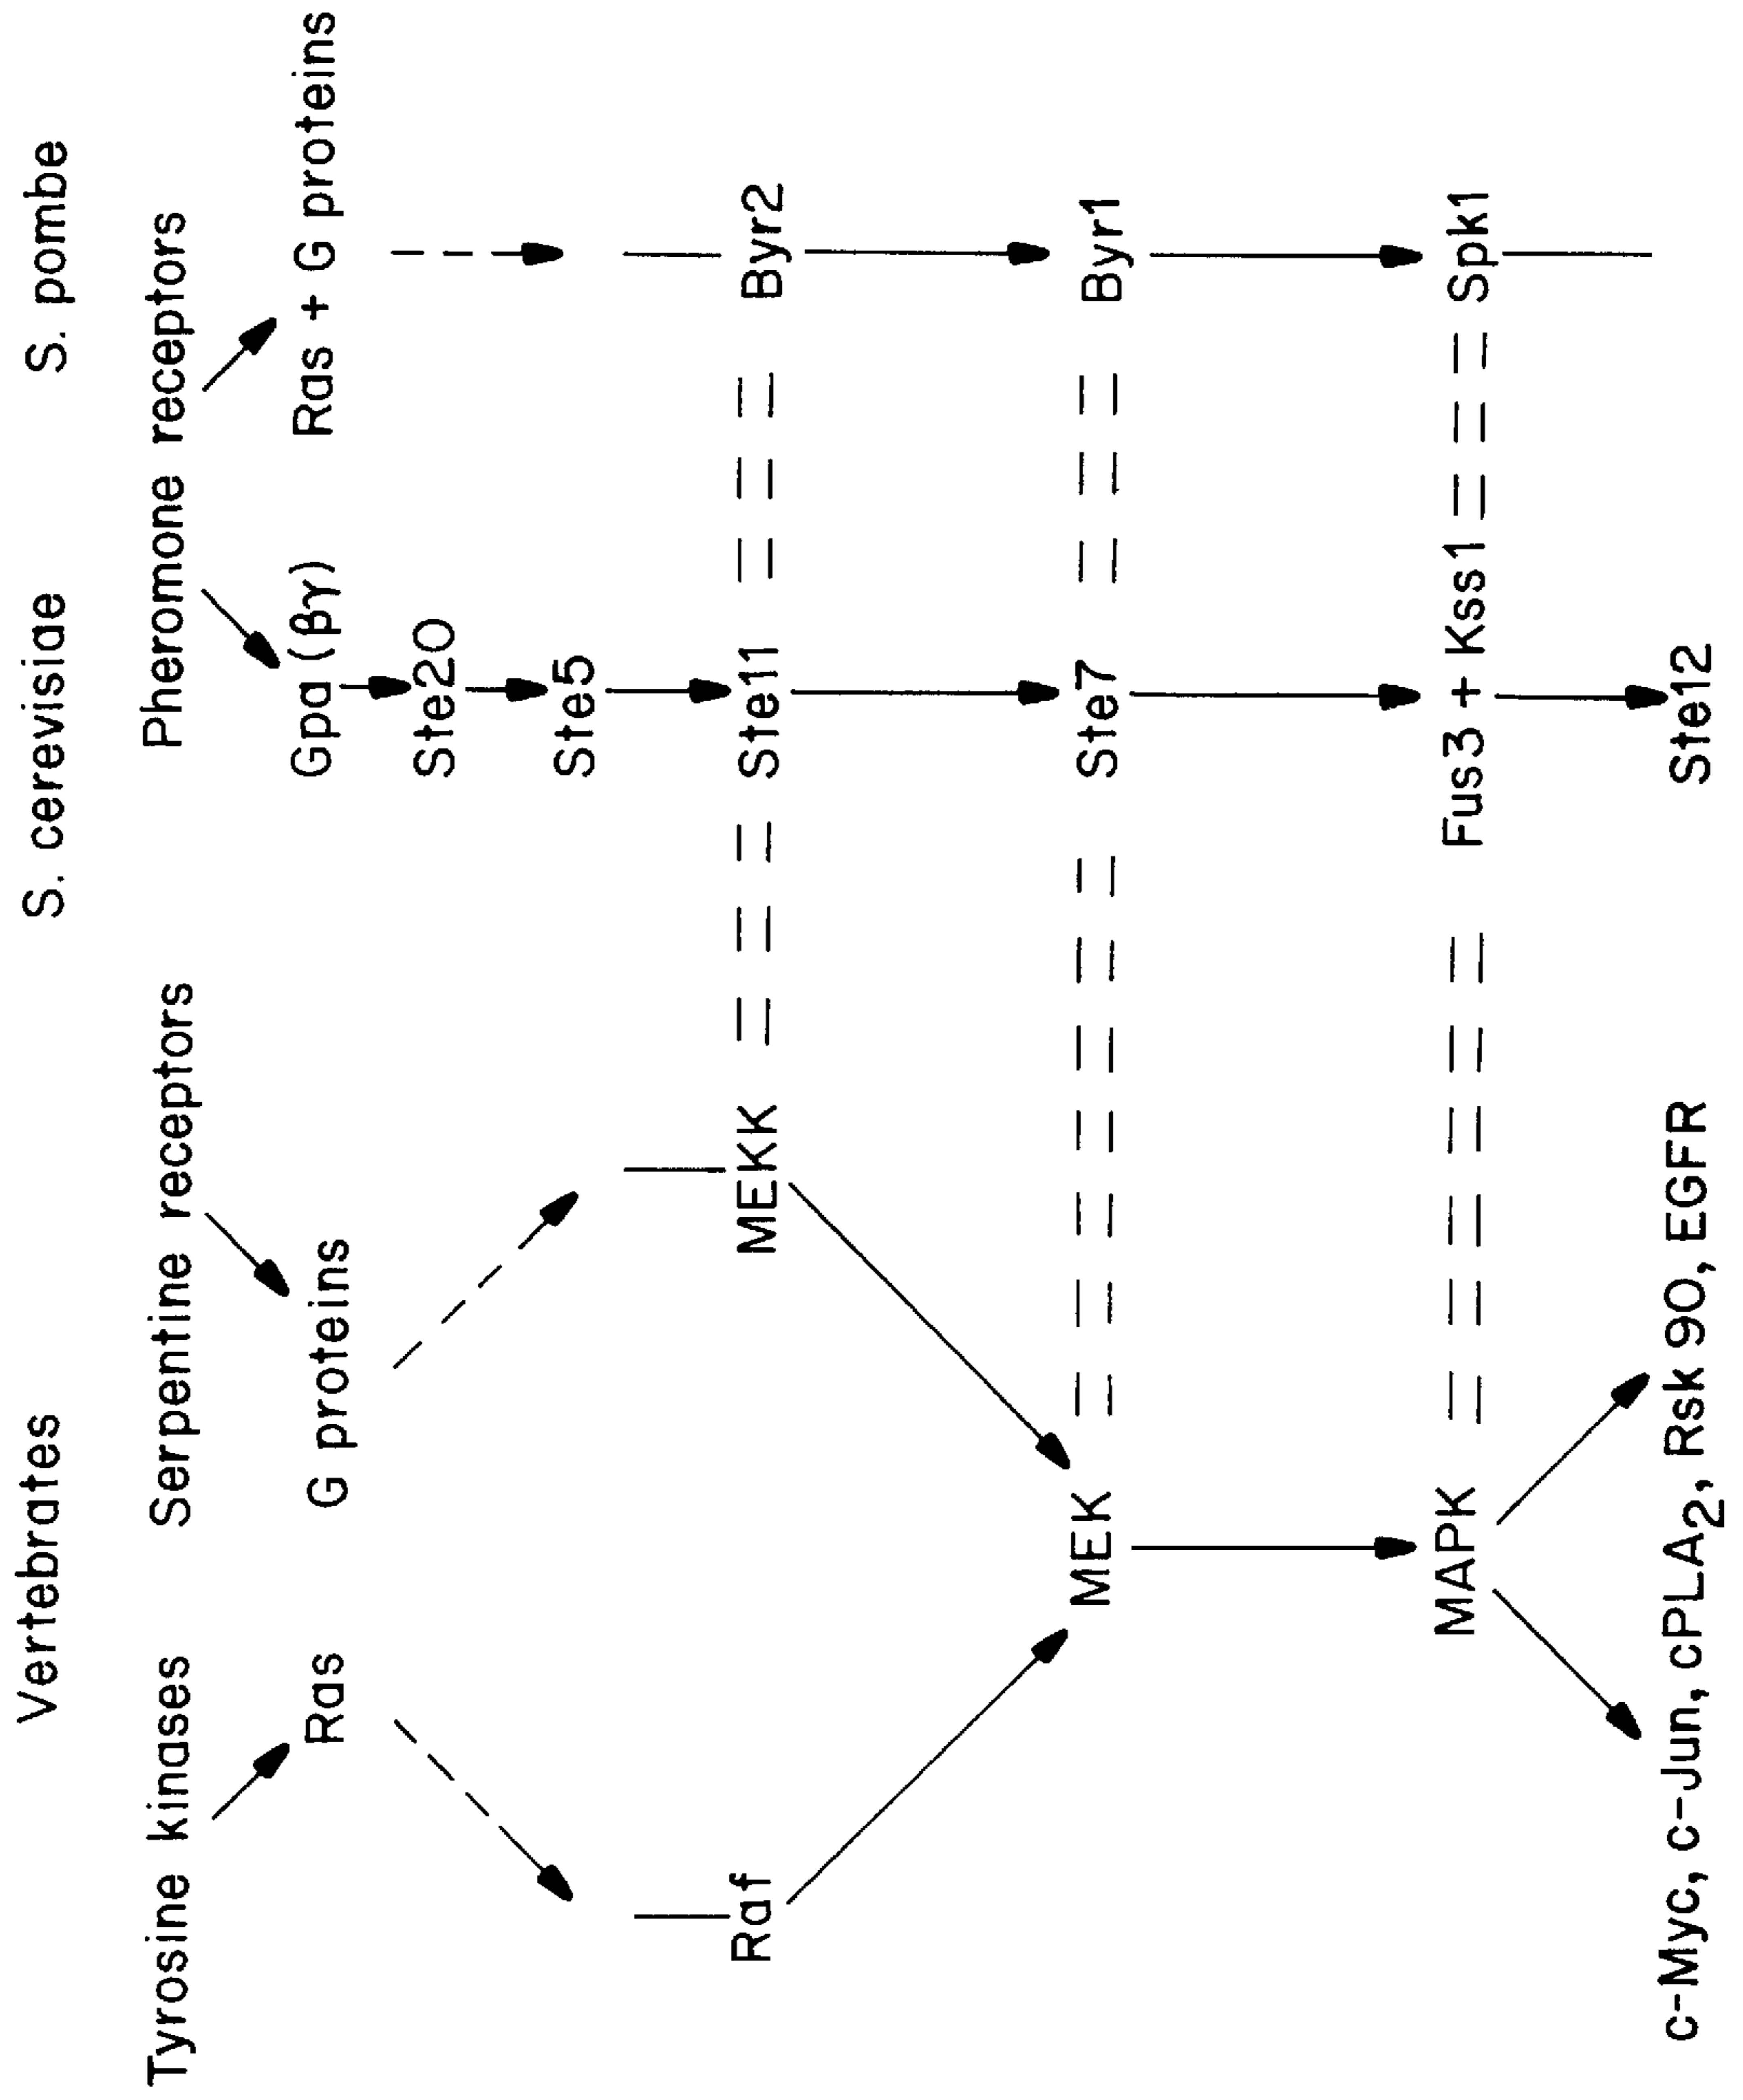 Vertebrates S. cerevisiae S. pombe
Tyrosine kinases Serpentine receptors Pheromone receptors
Ras G proteins Gpa (βγ) Ras + G proteins
Ste20
Ste5
Raf MEKK Ste11 Byr2
MEK Ste7 Byr1
MAPK Fus3 + Kss1 Spk1
c-Myc, c-Jun, cPLA2, Rsk 90, EGFR Ste12